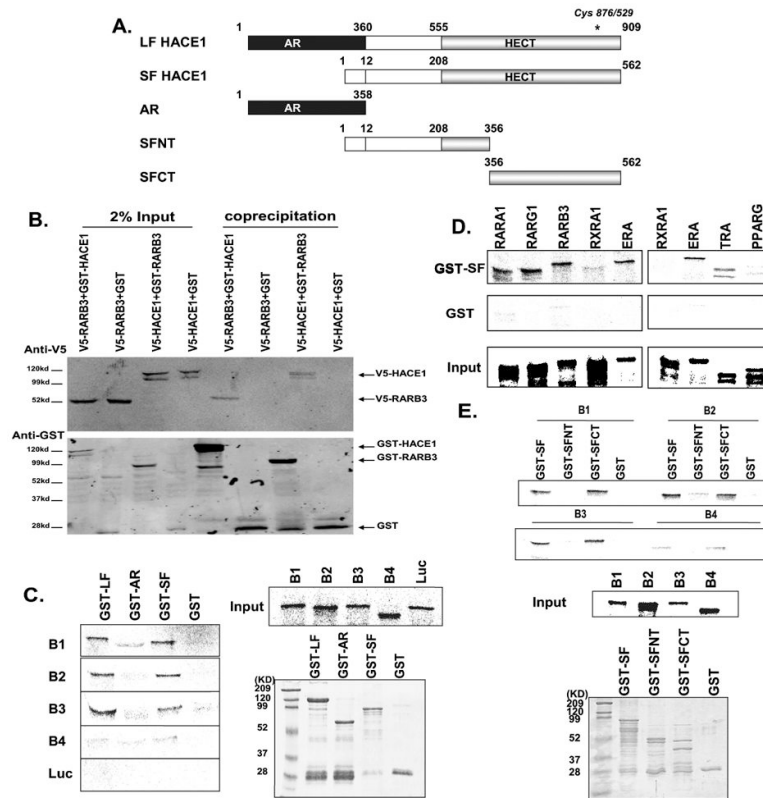 A.
Cys 876/529
1 360 555 * 909
LF HACE1 AR HECT
1 12 208 562
SF HACE1 HECT
1 358
AR AR
1 12 208 356
SFNT
356 562
SFCT
B.
2% Input coprecipitation
V5-RARB3+GST-HACE1
V5-RARB3+GST
V5-HACE1+GST-RARB3
V5-HACE1+GST
V5-RARB3+GST-HACE1
V5-RARB3+GST
V5-HACE1+GST-RARB3
V5-HACE1+GST
Anti-V5
120kd
99kd
52kd
V5-HACE1
V5-RARB3
Anti-GST
120kd
99kd
52kd
37kd
28kd
GST-HACE1
GST-RARB3
GST
C.
GST-LF GST-AR GST-SF GST
B1
B2
B3
B4
Luc
B1 B2 B3 B4 Luc
Input
GST-LF GST-AR GST-SF GST
(KD)
209
120
99
52
37
28
D.
RARA1 RARG1 RARB3 RXRA1 ERA RXRA1 ERA TRA PPARG
GST-SF
GST
Input
E.
B1 B2
GST-SF GST-SFNT GST-SFCT GST GST-SF GST-SFNT GST-SFCT GST
B3 B4
B1 B2 B3 B4
Input
GST-SF GST-SFNT GST-SFCT GST
(KD)
209
120
99
52
37
28